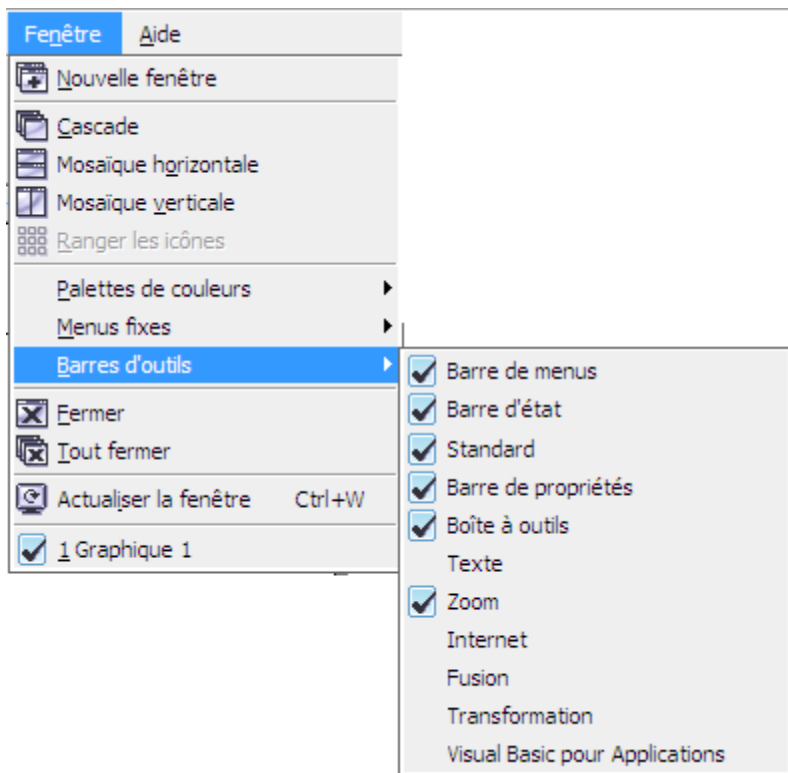 Fenêtre Aide
Nouvelle fenêtre
Cascade
Mosaïque horizontale
Mosaïque verticale
Ranger les icônes
Palettes de couleurs
Menus fixes
Barres d'outils
Fermer
Tout fermer
Actualiser la fenêtre Ctrl+W
1 Graphique 1
Barre de menus
Barre d'état
Standard
Barre de propriétés
Boîte à outils
Texte
Zoom
Internet
Fusion
Transformation
Visual Basic pour Applications